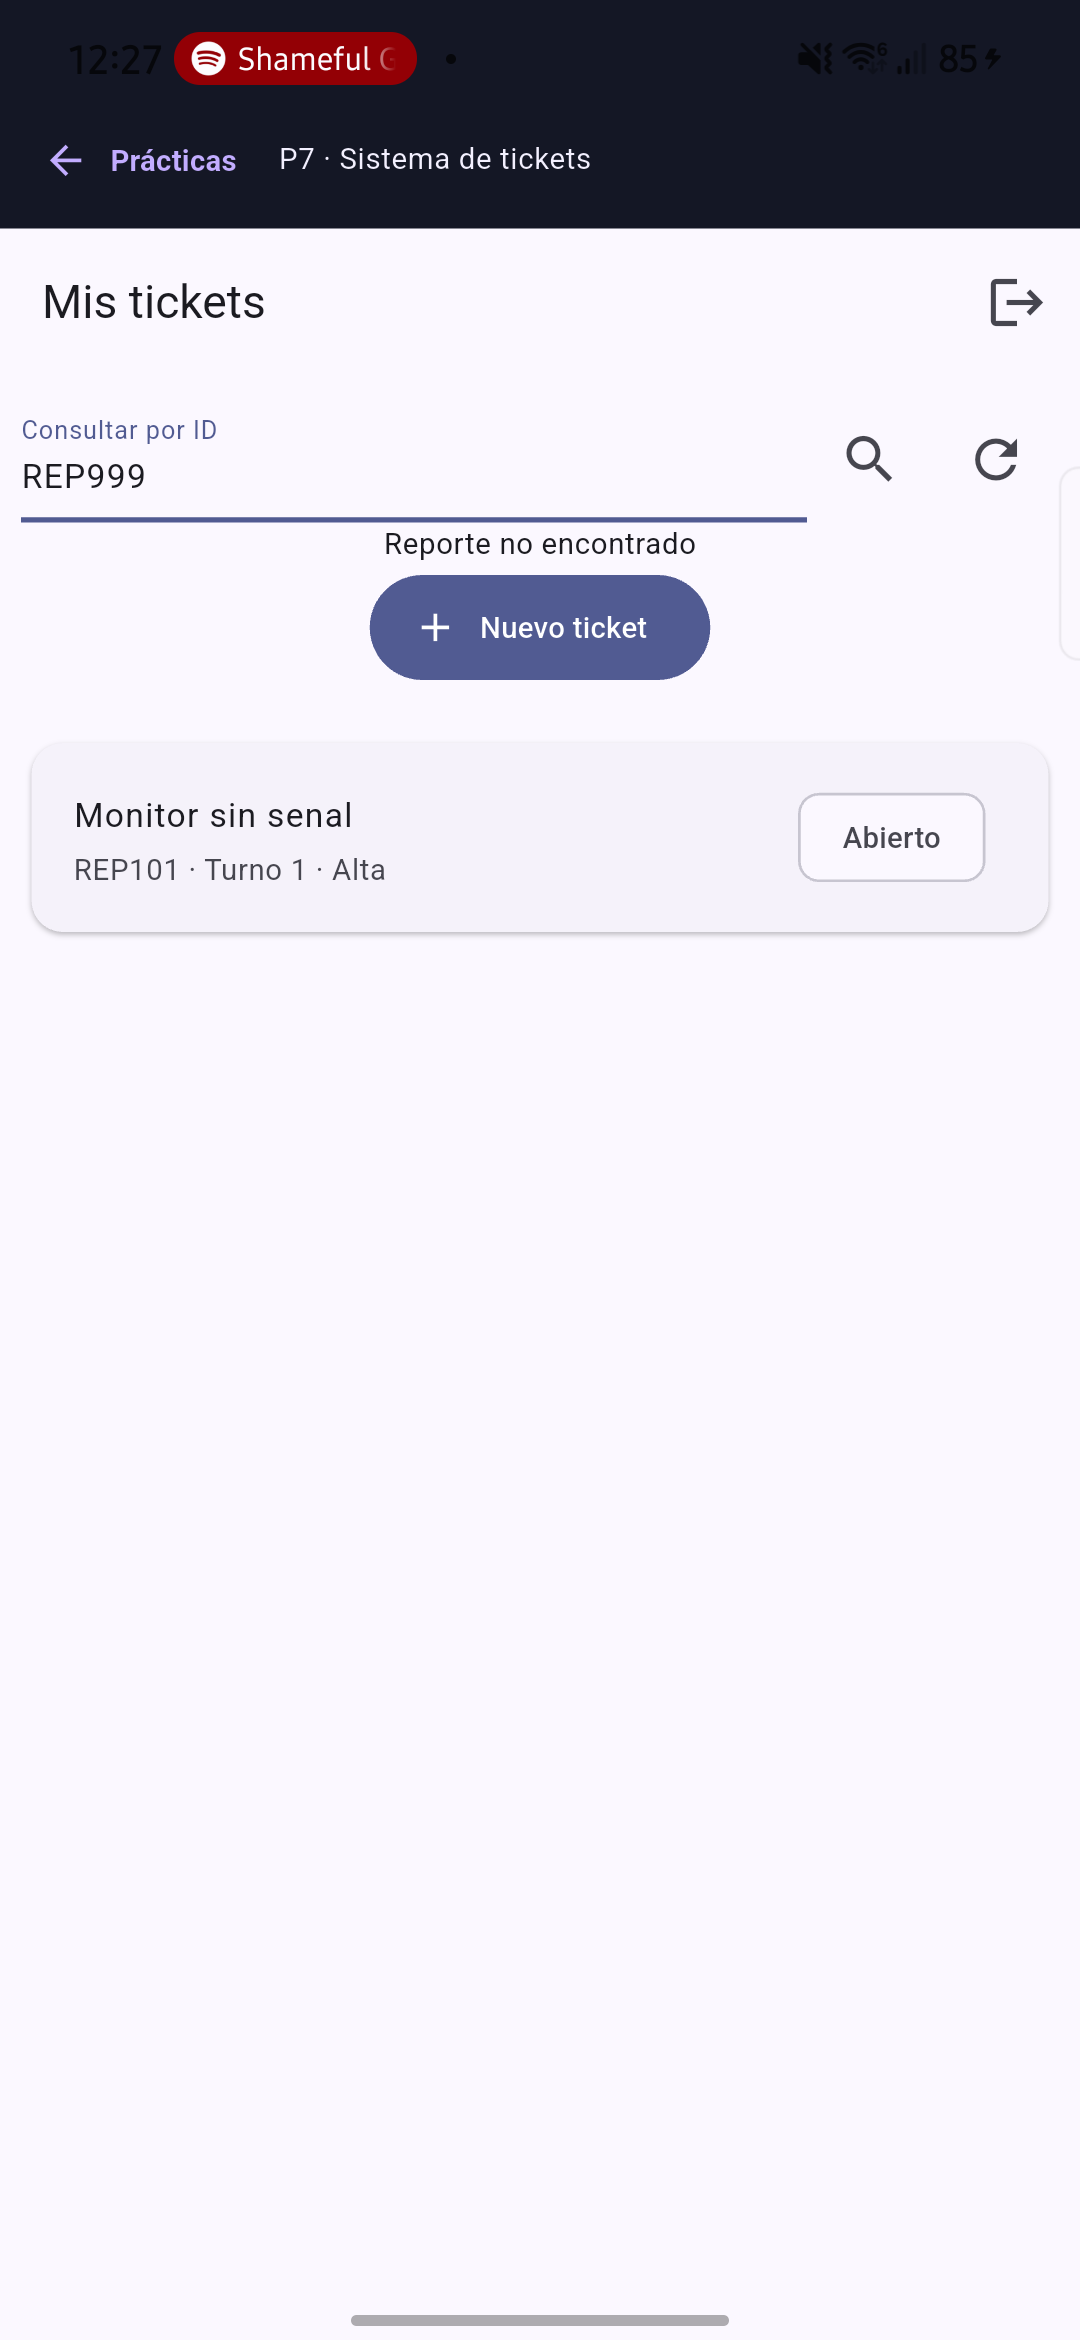 12:27 Shameful 6 85
Prácticas P7 · Sistema de tickets
Mis tickets
Consultar por ID
REP999
Reporte no encontrado
+ Nuevo ticket
Monitor sin senal
REP101 · Turno 1 · Alta
Abierto